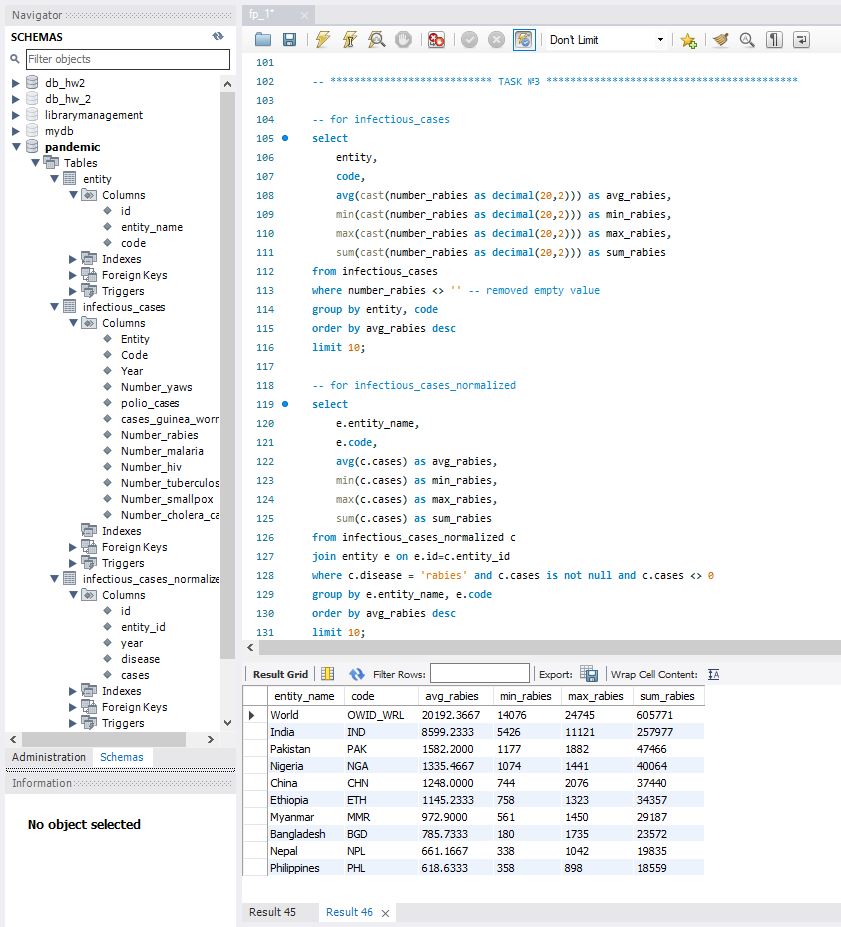 Navigator
SCHEMAS
Filter objects
db_hw2
db_hw_2
librarymanagement
mydb
pandemic
Tables
entity
Columns
id
entity_name
code
Indexes
Foreign Keys
Triggers
infectious_cases
Columns
Entity
Code
Year
Number_yaws
polio_cases
cases_guinea_worr
Number_rabies
Number_malaria
Number_hiv
Number_tuberculos
Number_smallpox
Number_cholera_ca
Indexes
Foreign Keys
Triggers
infectious_cases_normalize
Columns
id
entity_id
year
disease
cases
Indexes
Foreign Keys
Triggers
Administration Schemas
Information
No object selected
fp_1*
Don't Limit
101
102 -- *************************** TASK №3 ******************************************
103
104 -- for infectious_cases
105 select
106 entity,
107 code,
108 avg(cast(number_rabies as decimal(20,2))) as avg_rabies,
109 min(cast(number_rabies as decimal(20,2))) as min_rabies,
110 max(cast(number_rabies as decimal(20,2))) as max_rabies,
111 sum(cast(number_rabies as decimal(20,2))) as sum_rabies
112 from infectious_cases
113 where number_rabies <> '' -- removed empty value
114 group by entity, code
115 order by avg_rabies desc
116 limit 10;
117
118 -- for infectious_cases_normalized
119 select
120 e.entity_name,
121 e.code,
122 avg(c.cases) as avg_rabies,
123 min(c.cases) as min_rabies,
124 max(c.cases) as max_rabies,
125 sum(c.cases) as sum_rabies
126 from infectious_cases_normalized c
127 join entity e on e.id=c.entity_id
128 where c.disease = 'rabies' and c.cases is not null and c.cases <> 0
129 group by e.entity_name, e.code
130 order by avg_rabies desc
131 limit 10;
Result Grid Filter Rows: Export: Wrap Cell Content:
entity_name code avg_rabies min_rabies max_rabies sum_rabies
World OWID_WRL 20192.3667 14076 24745 605771
India IND 8599.2333 5426 11121 257977
Pakistan PAK 1582.2000 1177 1882 47466
Nigeria NGA 1335.4667 1074 1441 40064
China CHN 1248.0000 744 2076 37440
Ethiopia ETH 1145.2333 758 1323 34357
Myanmar MMR 972.9000 561 1450 29187
Bangladesh BGD 785.7333 180 1735 23572
Nepal NPL 661.1667 338 1042 19835
Philippines PHL 618.6333 358 898 18559
Result 45 Result 46